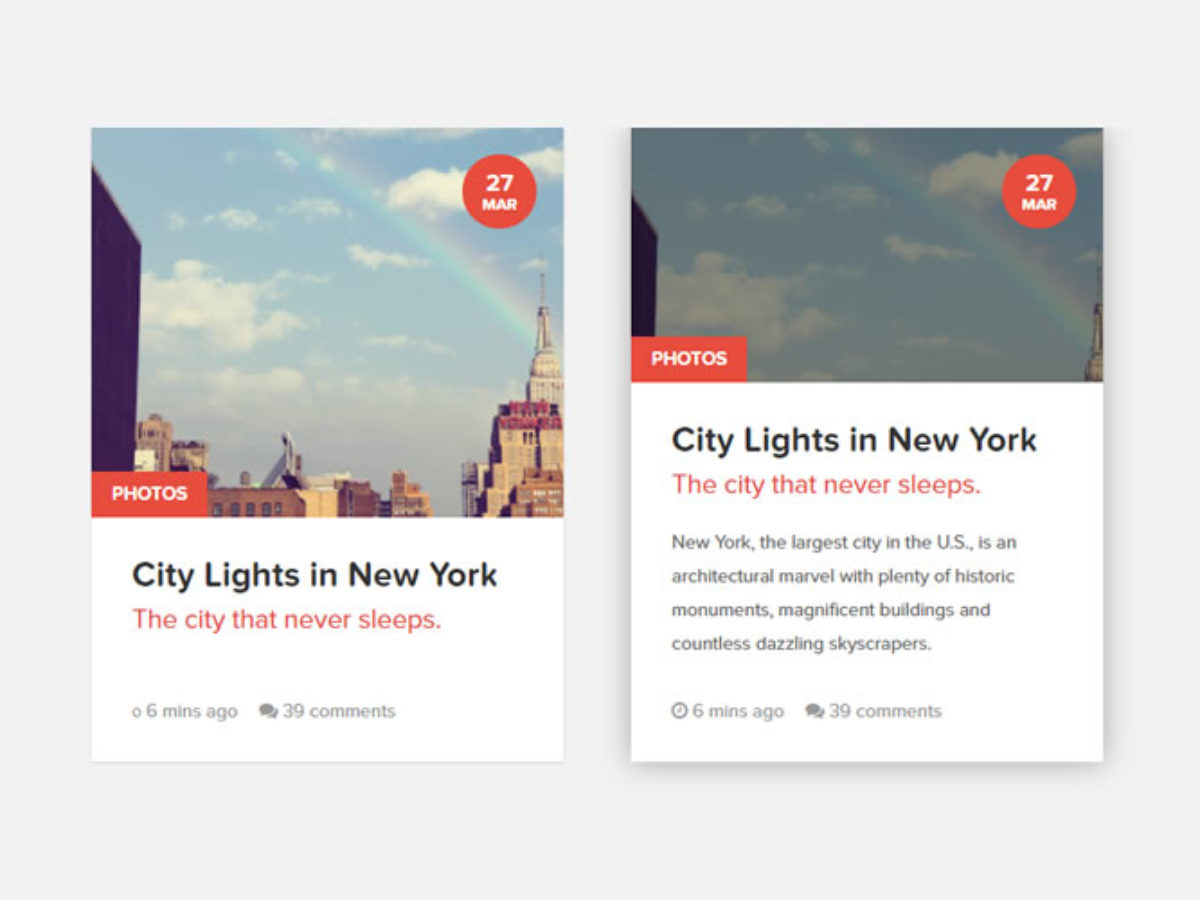 27
MAR
PHOTOS
City Lights in New York
The city that never sleeps.
o 6 mins ago 39 comments
27
MAR
PHOTOS
City Lights in New York
The city that never sleeps.
New York, the largest city in the U.S., is an
architectural marvel with plenty of historic
monuments, magnificent buildings and
countless dazzling skyscrapers.
6 mins ago 39 comments